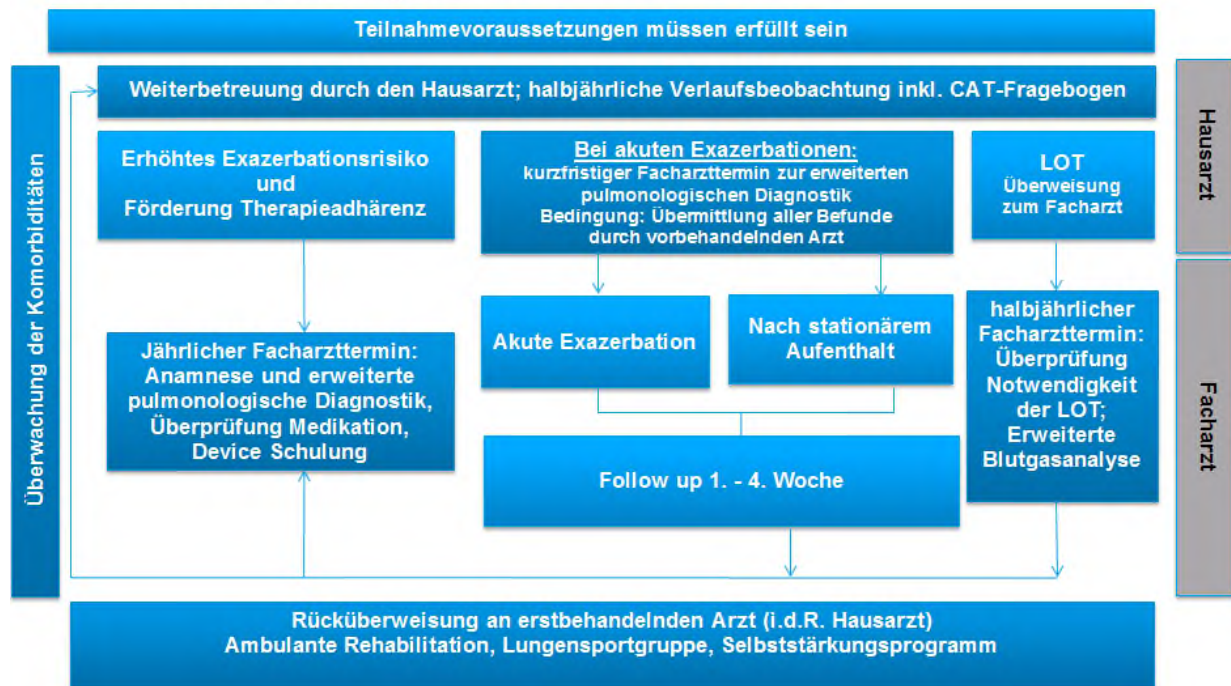 Teilnahmevoraussetzungen müssen erfüllt sein
Überwachung der Komorbiditäten
Weiterbetreuung durch den Hausarzt; halbjährliche Verlaufsbeobachtung inkl. CAT-Fragebogen
Hausarzt
Erhöhtes Exazerbationsrisiko
und
Förderung Therapieadhärenz
Bei akuten Exazerbationen:
kurzfristiger Facharzttermin zur erweiterten
pulmonologischen Diagnostik
Bedingung: Übermittlung aller Befunde
durch vorbehandelnden Arzt
LOT
Überweisung
zum Facharzt
Facharzt
Jährlicher Facharzttermin:
Anamnese und erweiterte
pulmonologische Diagnostik,
Überprüfung Medikation,
Device Schulung
Akute Exazerbation
Nach stationärem
Aufenthalt
halbjährlicher
Facharzttermin:
Überprüfung
Notwendigkeit
der LOT;
Erweiterte
Blutgasanalyse
Follow up 1. - 4. Woche
Rücküberweisung an erstbehandelnden Arzt (i.d.R. Hausarzt)
Ambulante Rehabilitation, Lungensportgruppe, Selbststärkungsprogramm